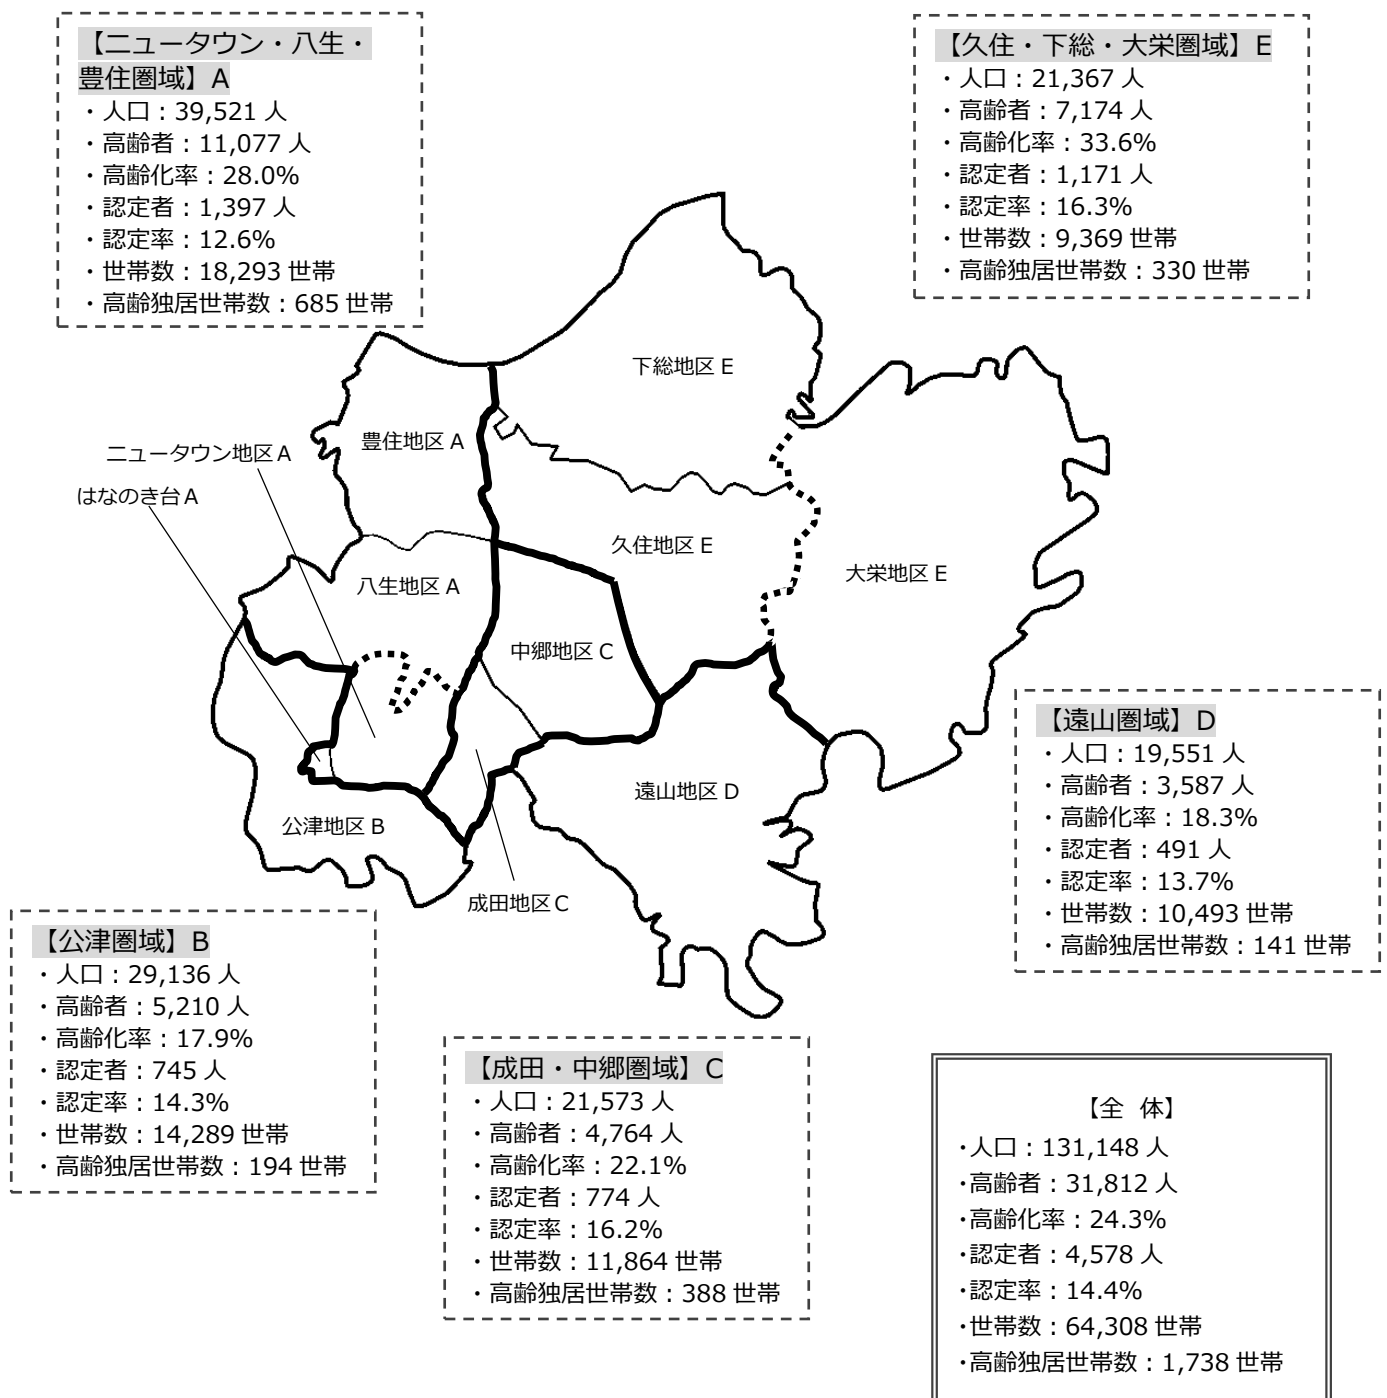 【ニュータウン・八生・
豊住圏域】A
・人口：39,521 人
・高齢者：11,077 人
・高齢化率：28.0%
・認定者：1,397 人
・認定率：12.6%
・世帯数：18,293 世帯
・高齢独居世帯数：685 世帯
【久住・下総・大栄圏域】E
・人口：21,367 人
・高齢者：7,174 人
・高齢化率：33.6%
・認定者：1,171 人
・認定率：16.3%
・世帯数：9,369 世帯
・高齢独居世帯数：330 世帯
下総地区 E
豊住地区 A
ニュータウン地区 A
はなのき台 A
久住地区 E
大栄地区 E
八生地区 A
中郷地区 C
遠山地区 D
公津地区 B
成田地区 C
【遠山圏域】D
・人口：19,551 人
・高齢者：3,587 人
・高齢化率：18.3%
・認定者：491 人
・認定率：13.7%
・世帯数：10,493 世帯
・高齢独居世帯数：141 世帯
【公津圏域】B
・人口：29,136 人
・高齢者：5,210 人
・高齢化率：17.9%
・認定者：745 人
・認定率：14.3%
・世帯数：14,289 世帯
・高齢独居世帯数：194 世帯
【成田・中郷圏域】C
・人口：21,573 人
・高齢者：4,764 人
・高齢化率：22.1%
・認定者：774 人
・認定率：16.2%
・世帯数：11,864 世帯
・高齢独居世帯数：388 世帯
【全 体】
・人口：131,148 人
・高齢者：31,812 人
・高齢化率：24.3%
・認定者：4,578 人
・認定率：14.4%
・世帯数：64,308 世帯
・高齢独居世帯数：1,738 世帯